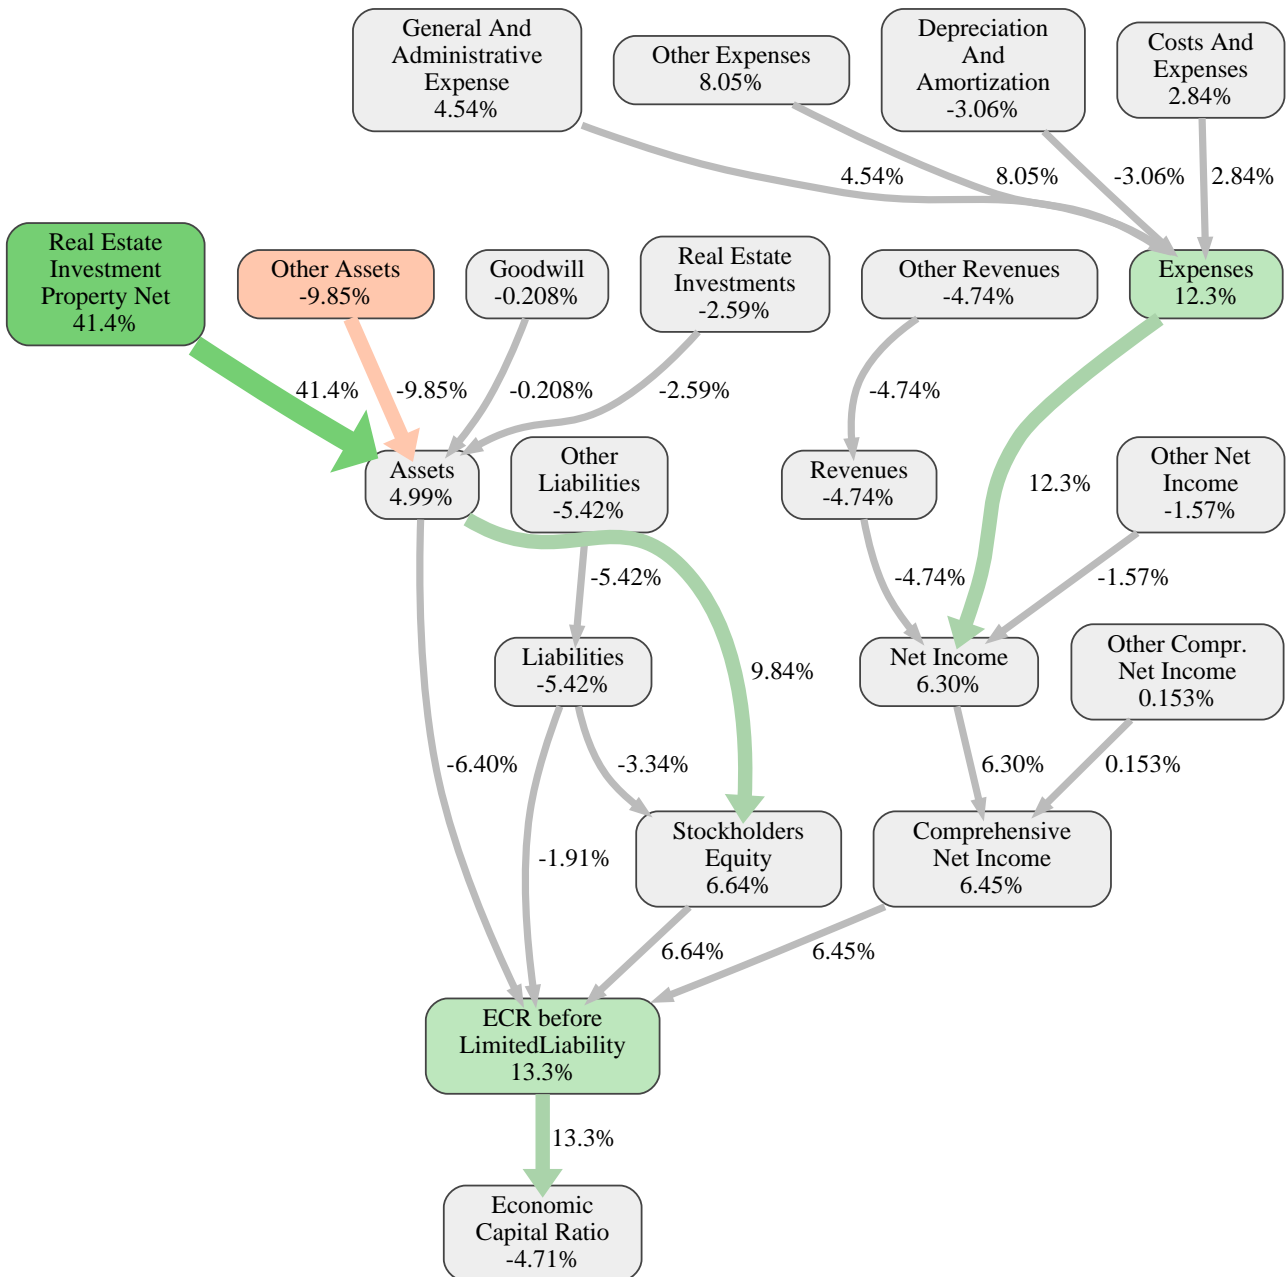 General And
Administrative
Expense
4.54%
Other Expenses
8.05%
Depreciation
And
Amortization
-3.06%
Costs And
Expenses
2.84%
4.54%
8.05%
-3.06%
2.84%
Real Estate
Investment
Property Net
41.4%
Other Assets
-9.85%
Goodwill
-0.208%
Real Estate
Investments
-2.59%
Other Revenues
-4.74%
Expenses
12.3%
41.4%
-9.85%
-0.208%
-2.59%
-4.74%
Assets
4.99%
Other
Liabilities
-5.42%
Revenues
-4.74%
12.3%
Other Net
Income
-1.57%
-5.42%
-4.74%
-1.57%
Liabilities
-5.42%
9.84%
Net Income
6.30%
Other Compr.
Net Income
0.153%
-6.40%
-3.34%
6.30%
0.153%
-1.91%
Stockholders
Equity
6.64%
Comprehensive
Net Income
6.45%
6.64%
6.45%
ECR before
LimitedLiability
13.3%
13.3%
Economic
Capital Ratio
-4.71%